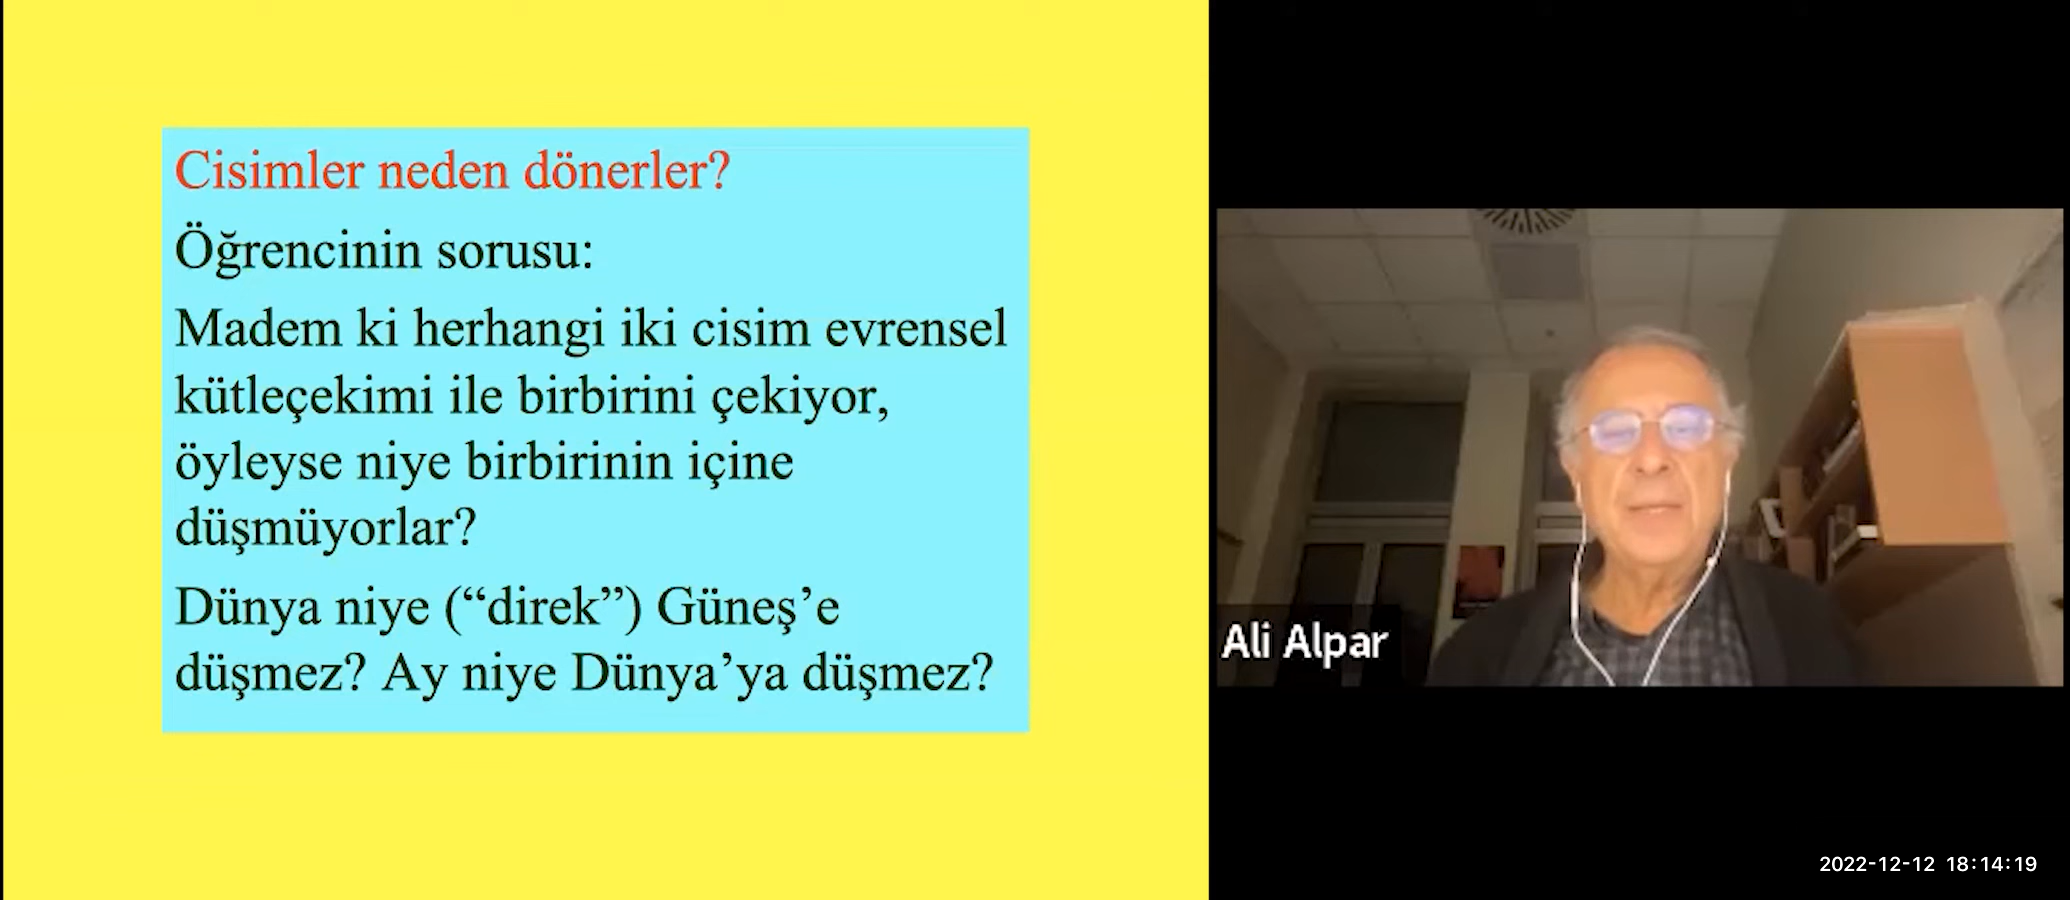 Cisimler neden dönerler?
Öğrencinin sorusu:
Madem ki herhangi iki cisim evrensel
kütleçekimi ile birbirini çekiyor,
öyleyse niye birbirinin içine
düşmüyorlar?
Dünya niye (“direk”) Güneş’e
düşmez? Ay niye Dünya’ya düşmez?
Ali Alpar
2022-12-12 18:14:19